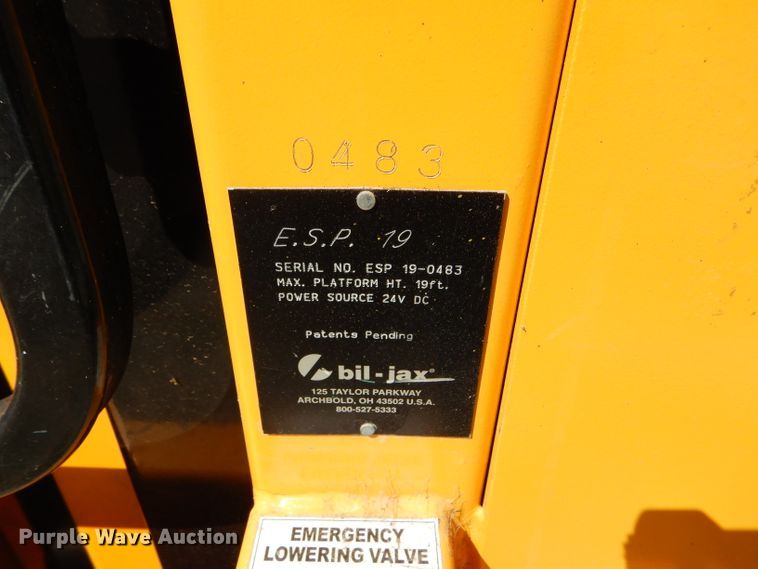 0483
E.S.P. 19
SERIAL NO. ESP 19-0483
MAX. PLATFORM HT. 19ft.
POWER SOURCE 24V DC
Patents Pending
bil-jax®
125 TAYLOR PARKWAY
ARCHBOLD, OH 43502 U.S.A.
800-527-5333
EMERGENCY
LOWERING VALVE
Purple Wave Auction